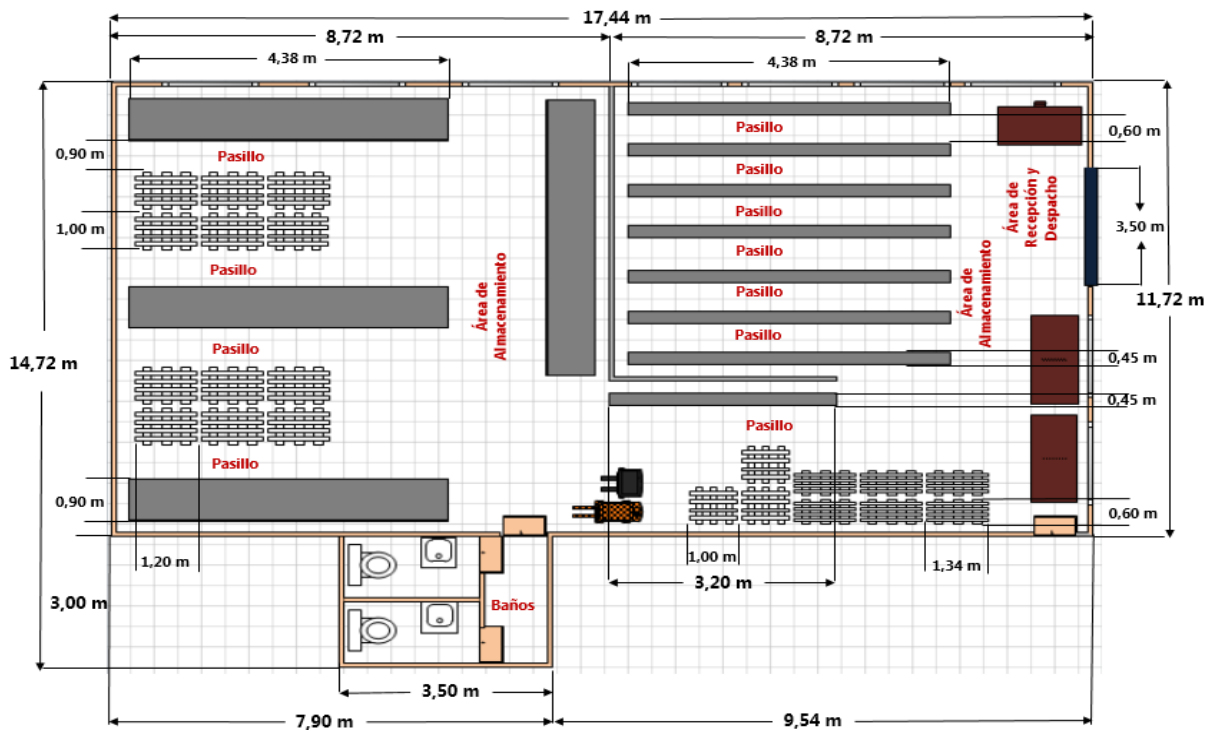 17,44 m
8,72 m
8,72 m
4,38 m
4,38 m
Pasillo
0,60 m
0,90 m
Pasillo
Pasillo
Área de
Recepción y
Despacho
3,50 m
1,00 m
Pasillo
Pasillo
Pasillo
Área de
Almacenamiento
Área de
Almacenamiento
Pasillo
11,72 m
14,72 m
Pasillo
Pasillo
0,45 m
0,45 m
Pasillo
Pasillo
0,90 m
0,60 m
1,20 m
1,00 m
1,34 m
3,20 m
3,00 m
Baños
3,50 m
7,90 m
9,54 m